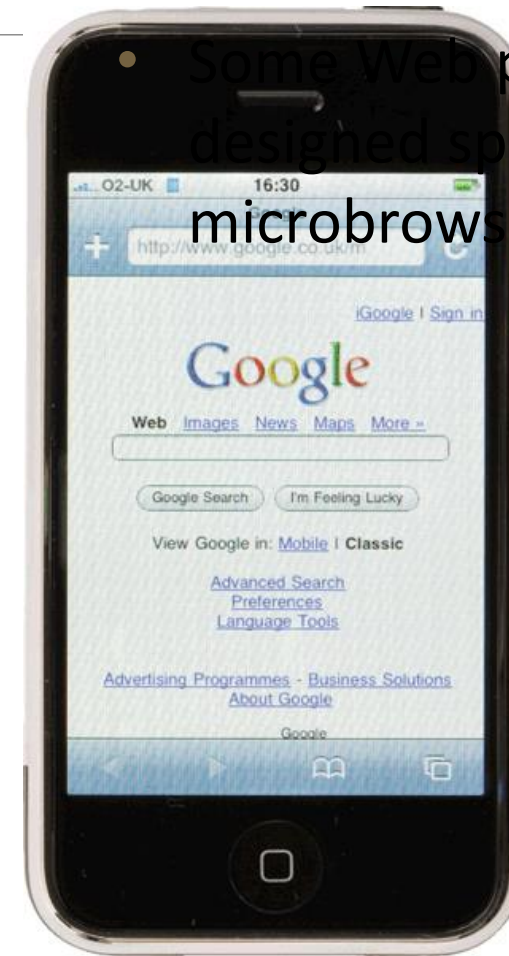 • Some Web p
designed sp
microbrows
O2-UK 16:30
Google
http://www.google.co.uk/m
iGoogle | Sign in
Google
Web Images News Maps More »
Google Search I'm Feeling Lucky
View Google in: Mobile | Classic
Advanced Search
Preferences
Language Tools
Advertising Programmes - Business Solutions
About Google
Google